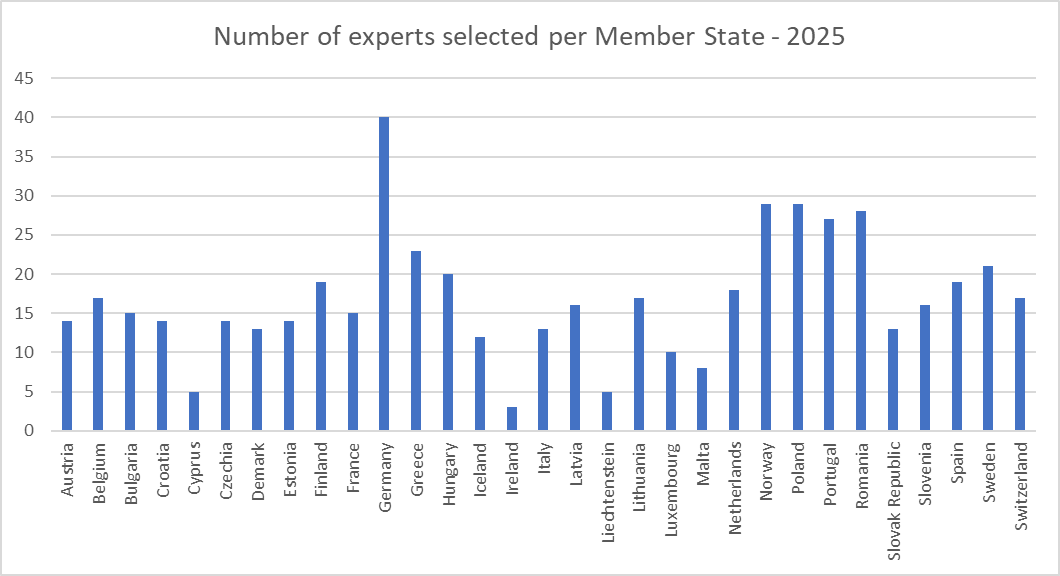 Number of experts selected per Member State - 2025
45
40
35
30
25
20
15
10
5
0
Austria
Belgium
Bulgaria
Croatia
Cyprus
Czechia
Demark
Estonia
Finland
France
Germany
Greece
Hungary
Iceland
Ireland
Italy
Latvia
Liechtenstein
Lithuania
Luxembourg
Malta
Netherlands
Norway
Poland
Portugal
Romania
Slovak Republic
Slovenia
Spain
Sweden
Switzerland